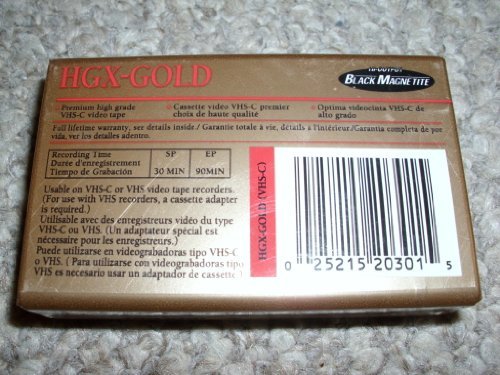 HGX-GOLD
HI-OUTPUT
BLACK MAGNETITE
Premium high grade VHS-C video tape
Cassette vidéo VHS-C premier choix de haute qualité
Optima videocinta VHS-C de alto grado
Full lifetime warranty, see details inside./ Garantie totale à vie, détails à l'intérieur/Garantia completa de por
vida, ver los detalles adentro.
Recording Time SP EP
Durée d'enregistrement
Tiempo de Grabación 30 MIN 90MIN
Usable on VHS-C or VHS video tape recorders.
(For use with VHS recorders, a cassette adapter
is required.)
Utilisable avec des enregistreurs vidéo du type
VHS-C ou VHS. (Un adaptateur spécial est
nécessaire pour les enregistreurs.)
Puede utilizarse en videograbadoras tipo VHS-C
o VHS. ( Para utilizarse con videograbadoras tipo
VHS es necesario usar un adaptador de cassette)
HGX-GOLD (VHS-C)
0 25215 20301 5